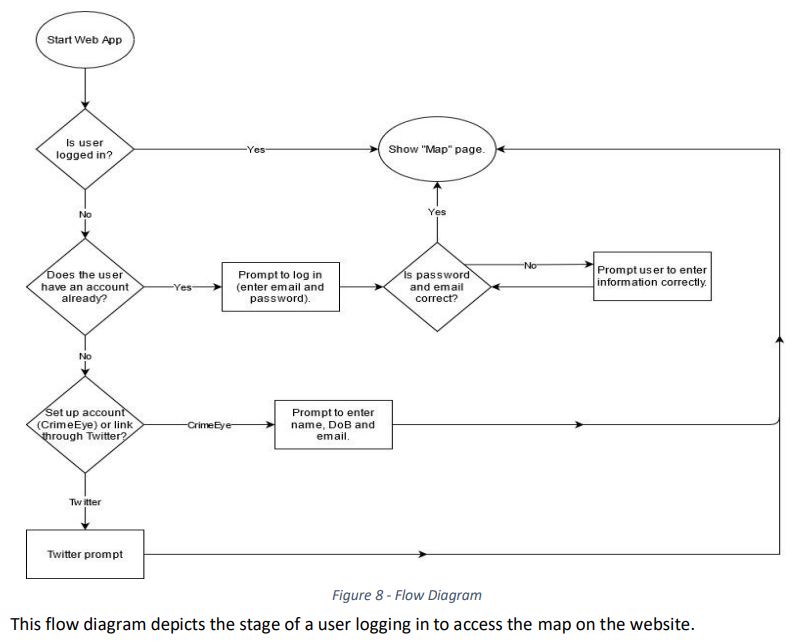 Start Web App
Is user
logged in?
Yes
Show "Map" page.
No
Yes
Does the user
have an account
already?
Yes
Prompt to log in
(enter email and
password).
Is password
and email
correct?
No
Prompt user to enter
information correctly.
No
Set up account
(CrimeEye) or link
through Twitter?
CrimeEye
Prompt to enter
name, DoB and
email.
Twitter
Twitter prompt
Figure 8 - Flow Diagram
This flow diagram depicts the stage of a user logging in to access the map on the website.